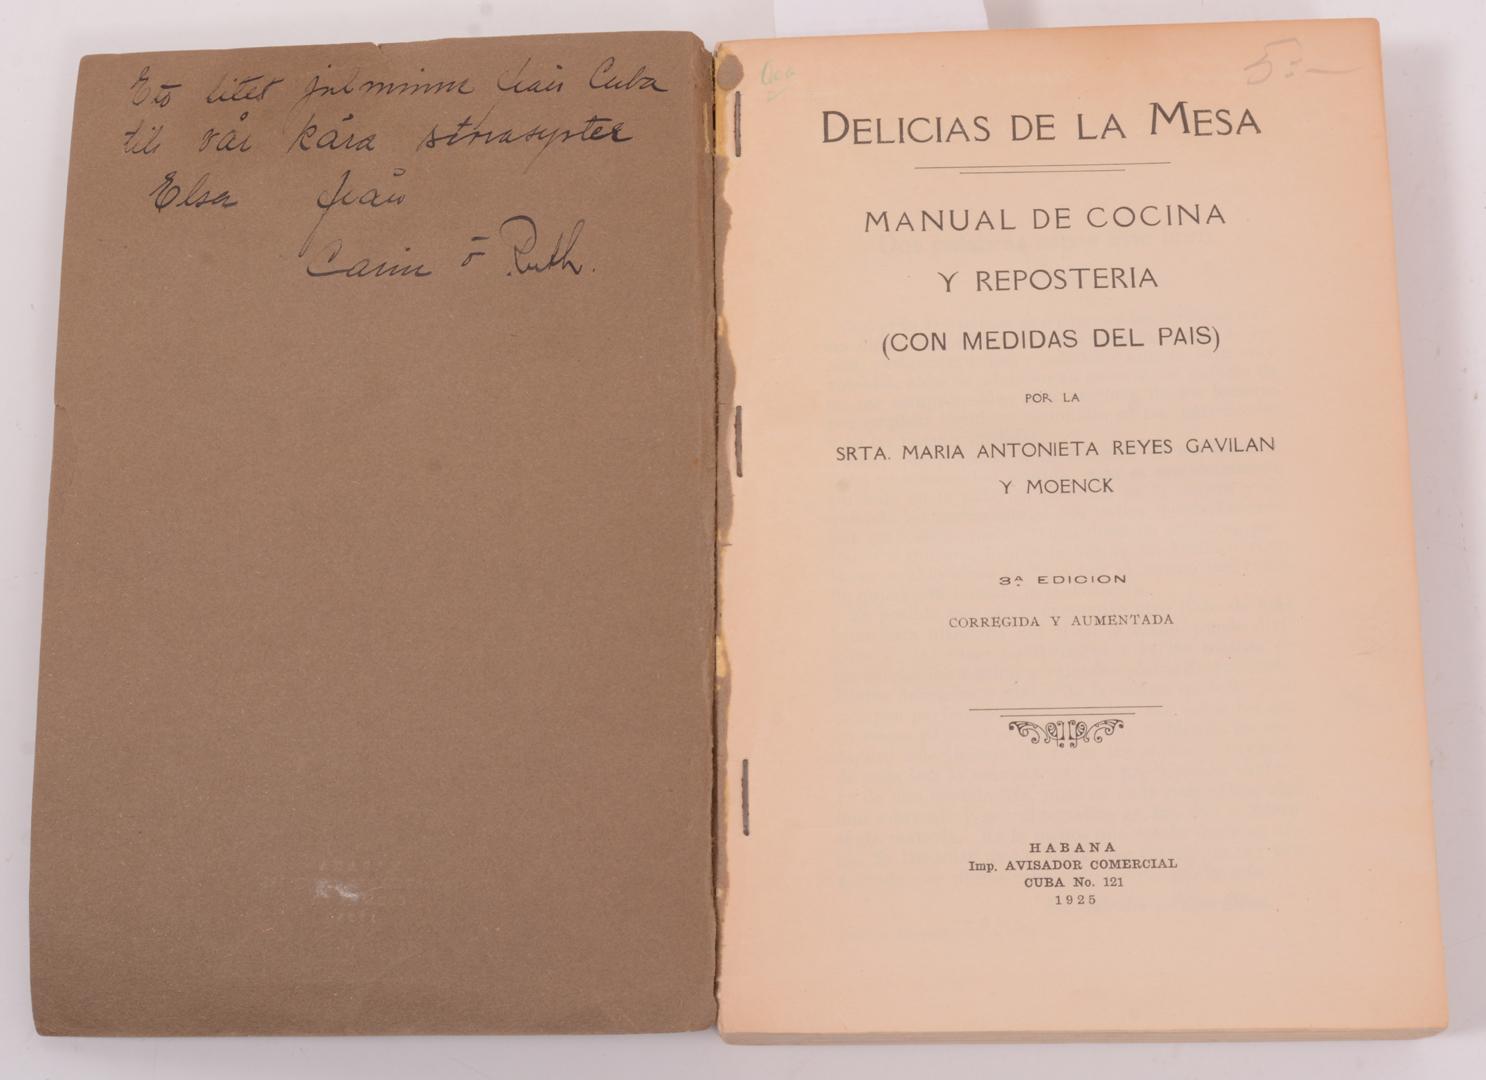 Ett litet julminne från Cuba
till vår kära storasyster
Elsa från
Carin o Ruth.
5:-
DELICIAS DE LA MESA
MANUAL DE COCINA
Y REPOSTERIA
(CON MEDIDAS DEL PAIS)
POR LA
SRTA. MARIA ANTONIETA REYES GAVILAN
Y MOENCK
3ª EDICION
CORREGIDA Y AUMENTADA
HABANA
Imp. AVISADOR COMERCIAL
CUBA No. 121
1925